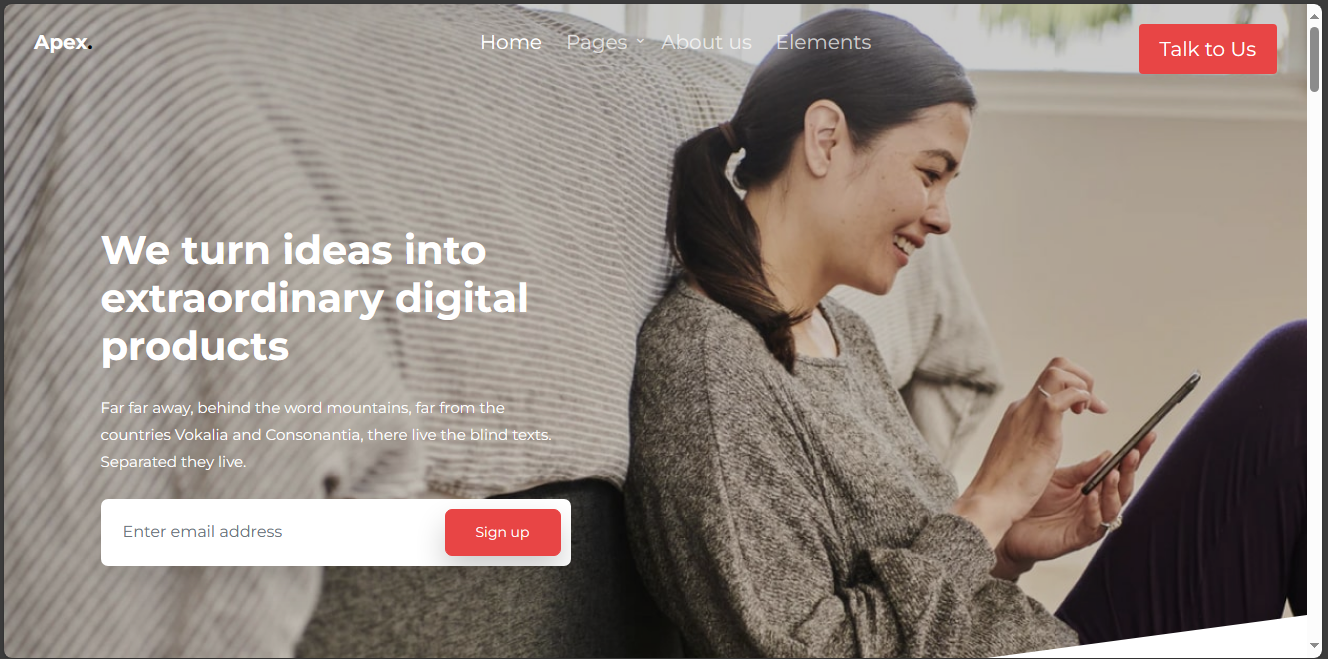 Apex.
Home Pages About us Elements
Talk to Us
We turn ideas into
extraordinary digital
products
Far far away, behind the word mountains, far from the
countries Vokalia and Consonantia, there live the blind texts.
Separated they live.
Enter email address
Sign up